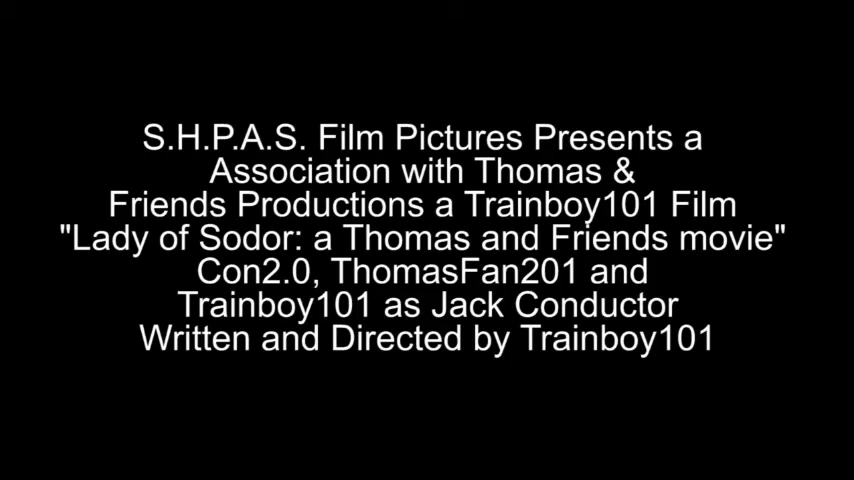 S.H.P.A.S. Film Pictures Presents a
Association with Thomas &
Friends Productions a Trainboy101 Film
"Lady of Sodor: a Thomas and Friends movie"
Con2.0, ThomasFan201 and
Trainboy101 as Jack Conductor
Written and Directed by Trainboy101